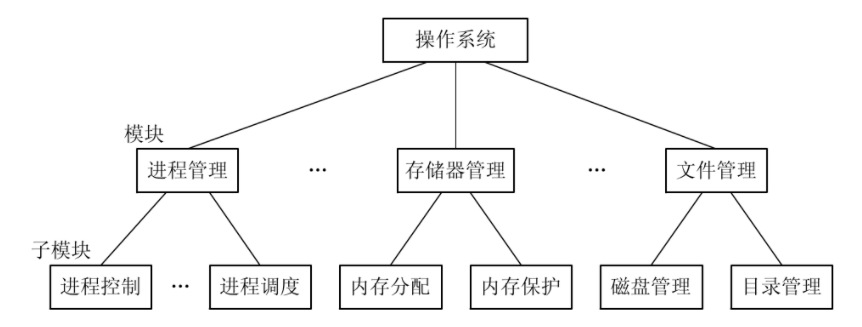 操作系统
模块
进程管理 … 存储器管理 … 文件管理
子模块
进程控制 … 进程调度 内存分配 内存保护 磁盘管理 目录管理